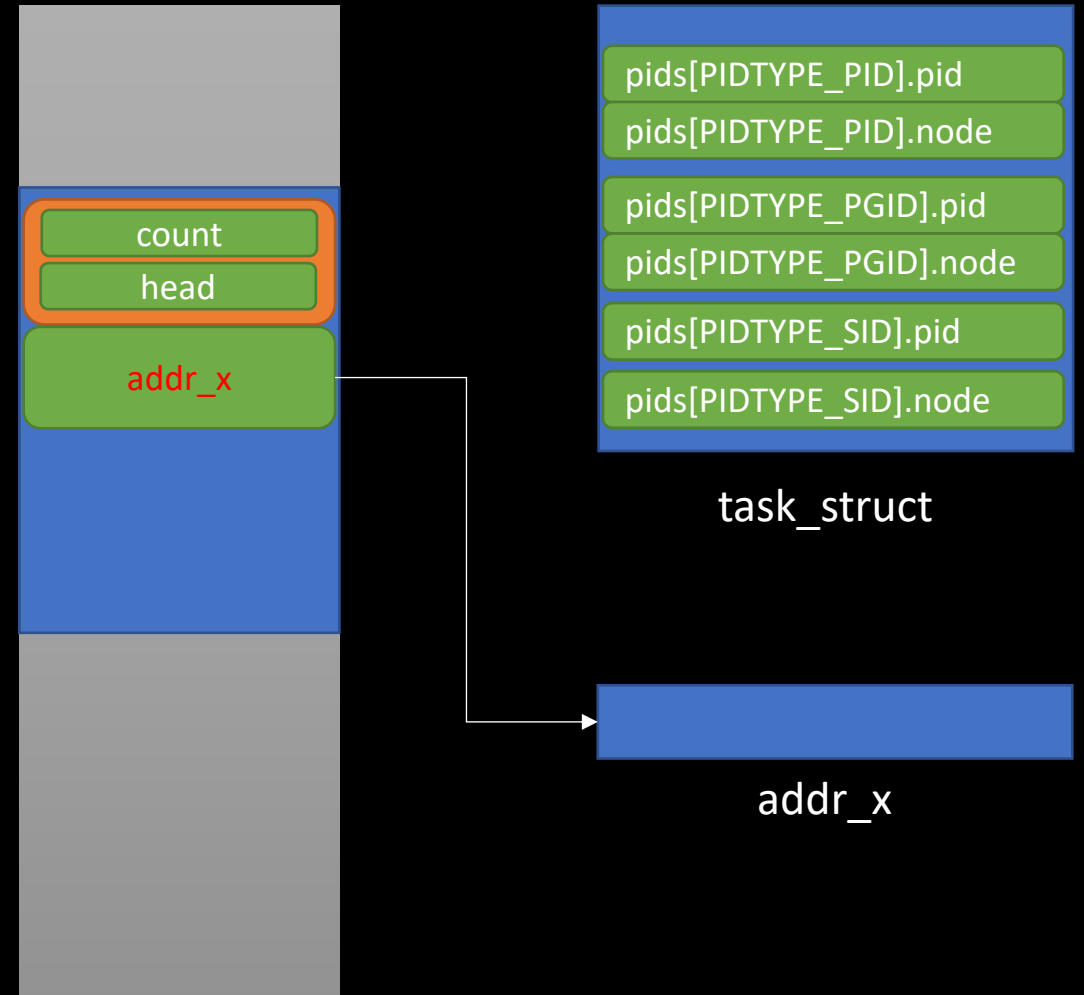 count
head
addr_x
pids[PIDTYPE_PID].pid
pids[PIDTYPE_PID].node
pids[PIDTYPE_PGID].pid
pids[PIDTYPE_PGID].node
pids[PIDTYPE_SID].pid
pids[PIDTYPE_SID].node
task_struct
addr_x